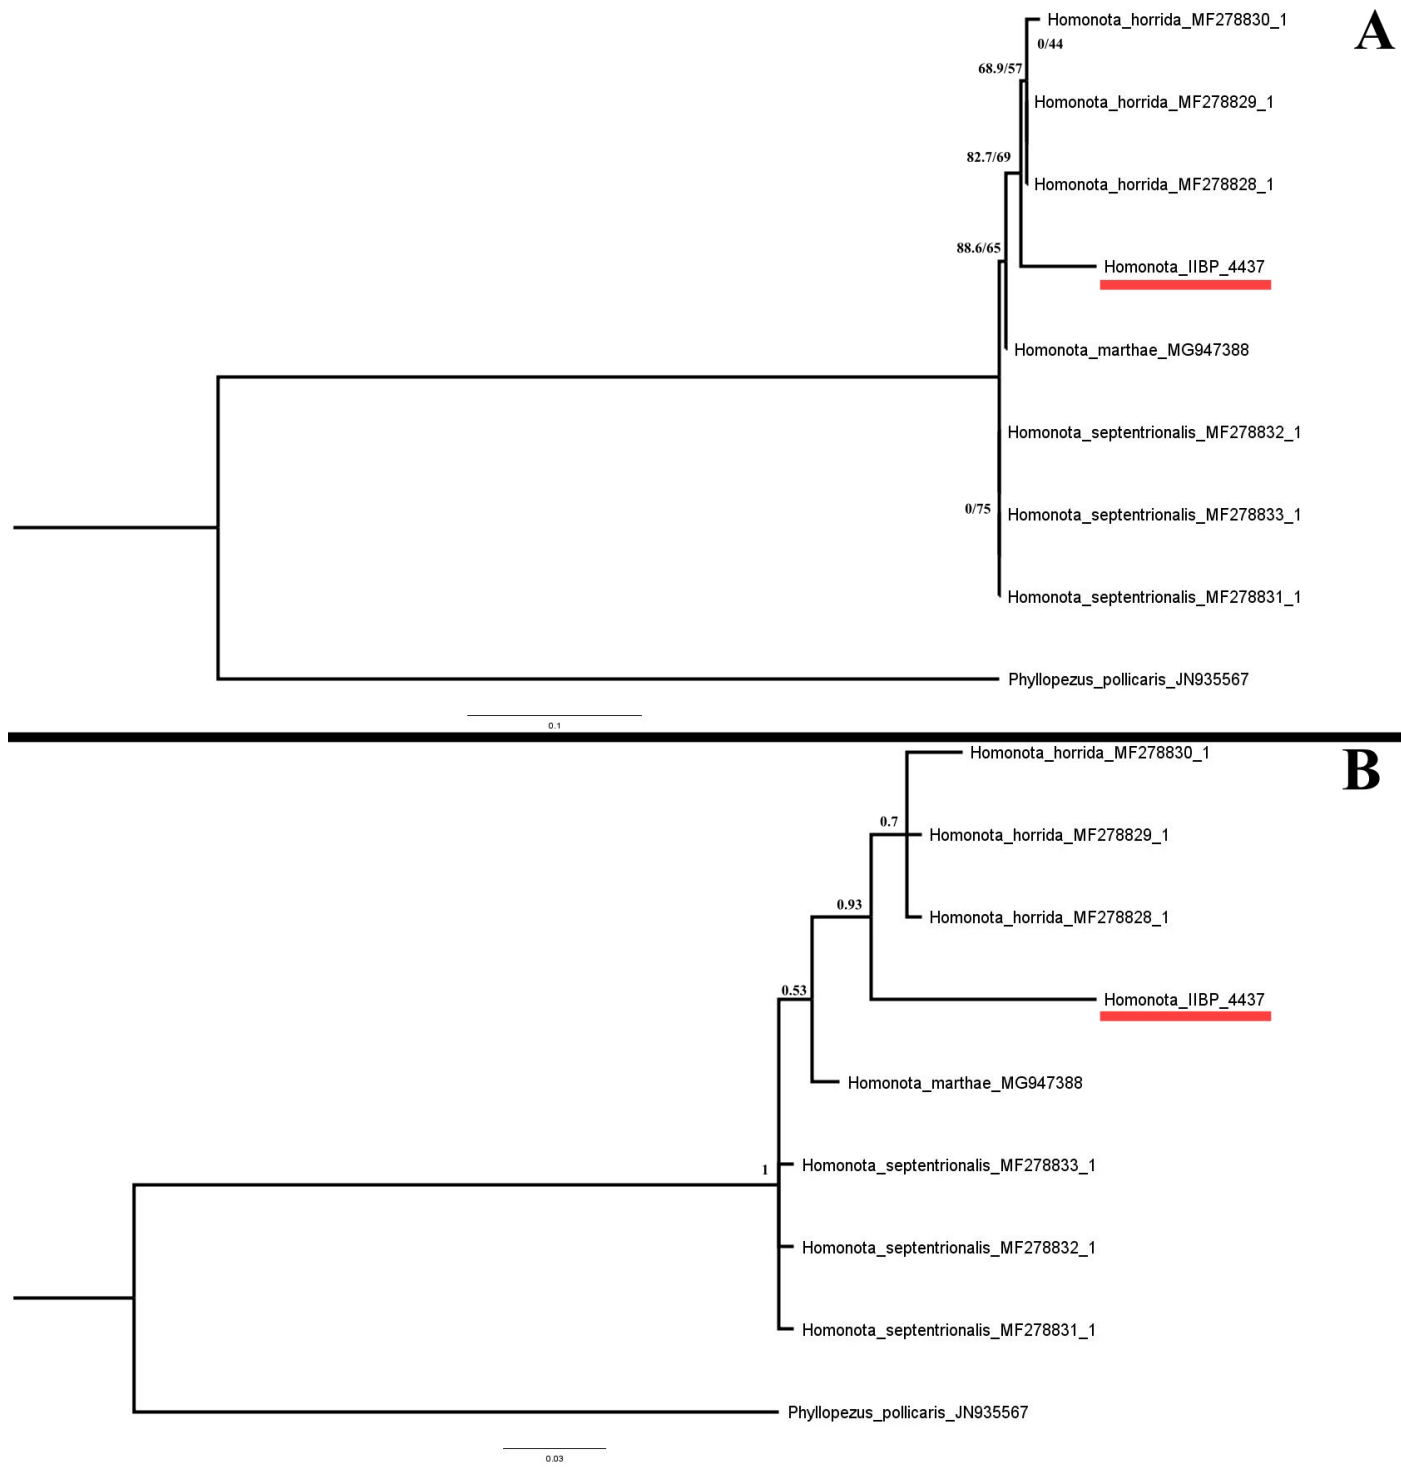 A
Homonota_horrida_MF278830_1
0/44
68.9/57
Homonota_horrida_MF278829_1
82.7/69
Homonota_horrida_MF278828_1
88.6/65
Homonota_IIBP_4437
Homonota_marthae_MG947388
Homonota_septentrionalis_MF278832_1
0/75
Homonota_septentrionalis_MF278833_1
Homonota_septentrionalis_MF278831_1
Phyllopezus_pollicaris_JN935567
0.1
B
Homonota_horrida_MF278830_1
0.7
Homonota_horrida_MF278829_1
0.93
Homonota_horrida_MF278828_1
0.53
Homonota_IIBP_4437
Homonota_marthae_MG947388
1
Homonota_septentrionalis_MF278833_1
Homonota_septentrionalis_MF278832_1
Homonota_septentrionalis_MF278831_1
Phyllopezus_pollicaris_JN935567
0.03